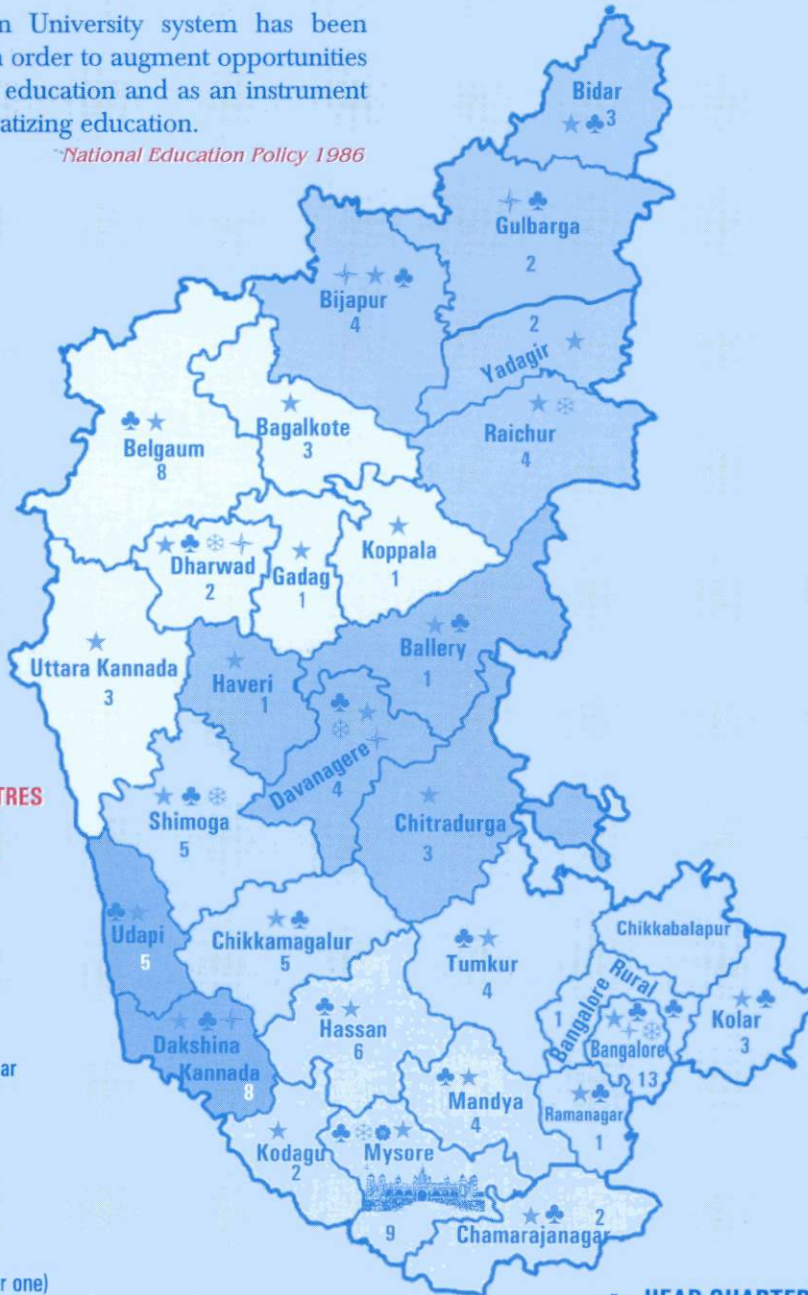 n University system has been
n order to augment opportunities
education and as an instrument
atizing education.
National Education Policy 1986
Bidar
3
Gulbarga
2
Bijapur
4
2
Yadagir
Raichur
4
Bagalkote
3
Belgaum
8
Dharwad
2
Gadag
1
Koppala
1
Ballery
1
Uttara Kannada
3
Haveri
1
Davanagere
4
Chitradurga
3
TRES
Shimoga
5
Udapi
5
Chikkamagalur
5
Tumkur
4
Chikkabalapur
Bangalore Rural
1
Bangalore
13
Kolar
3
Hassan
6
Dakshina
Kannada
8
ar
Mandya
4
Ramanagar
1
Kodagu
2
Mysore
9
Chamarajanagar
2
r one)
HEAD QUARTER